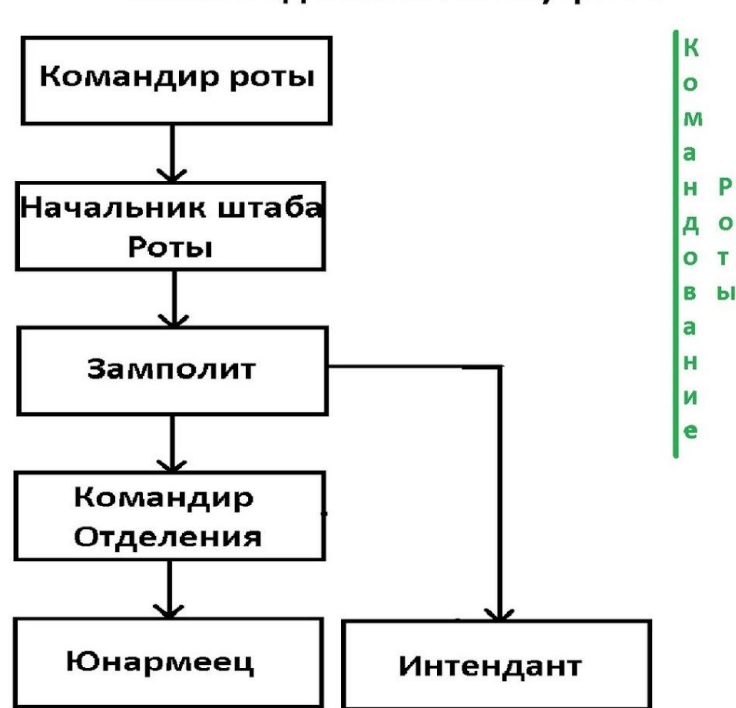 Командир роты
Начальник штаба
Роты
Замполит
Командир
Отделения
Юнармеец
Интендант
Командование
Роты